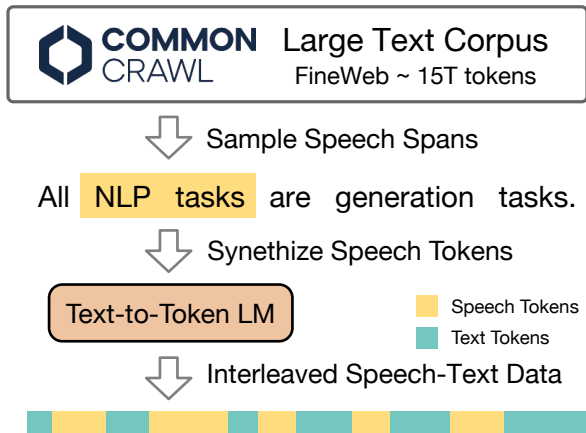 COMMON CRAWL Large Text Corpus
FineWeb ~ 15T tokens
Sample Speech Spans
All NLP tasks are generation tasks.
Synethize Speech Tokens
Text-to-Token LM
Speech Tokens
Text Tokens
Interleaved Speech-Text Data